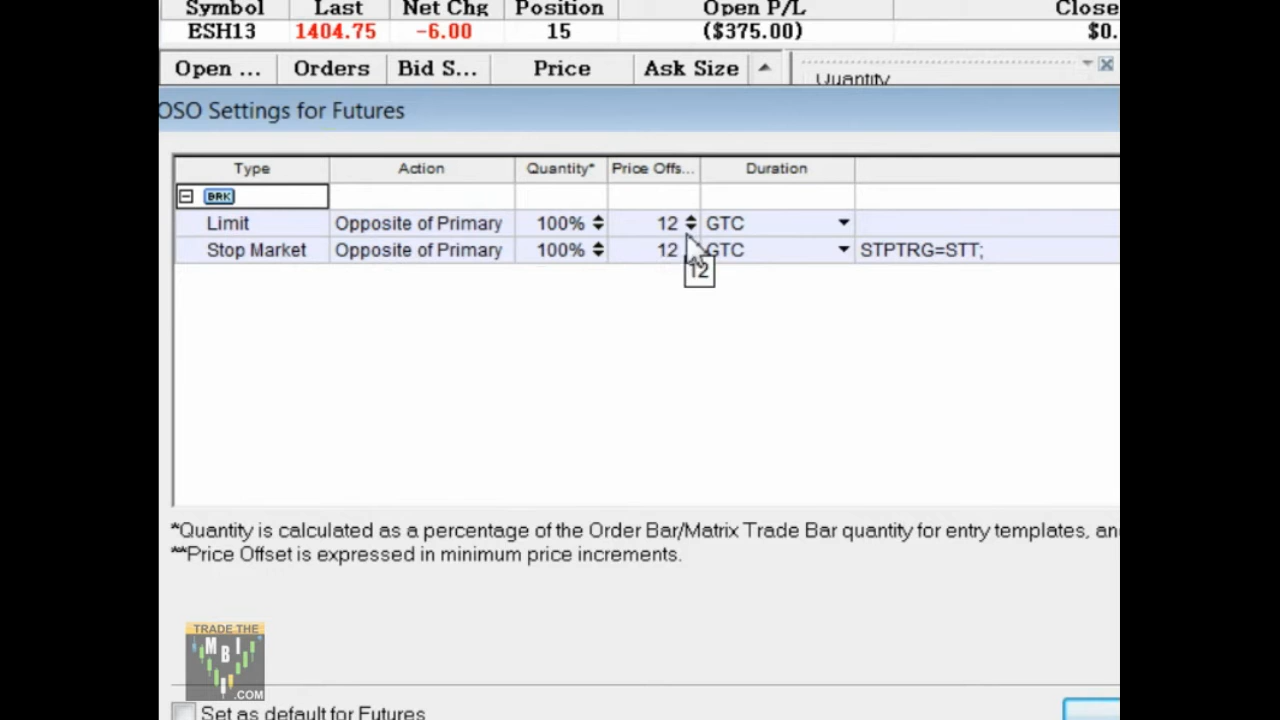 Symbol Last Net Chg Position Open P/L Close
ESH13 1404.75 -6.00 15 ($375.00) $0.
Open ... Orders Bid S... Price Ask Size Quantity
OSO Settings for Futures
Type Action Quantity* Price Offs... Duration
BRK
Limit Opposite of Primary 100% 12 GTC
Stop Market Opposite of Primary 100% 12 GTC STPTRG=STT;
12
*Quantity is calculated as a percentage of the Order Bar/Matrix Trade Bar quantity for entry templates, an
**Price Offset is expressed in minimum price increments.
TRADE THE
MBI
.COM
Set as default for Futures